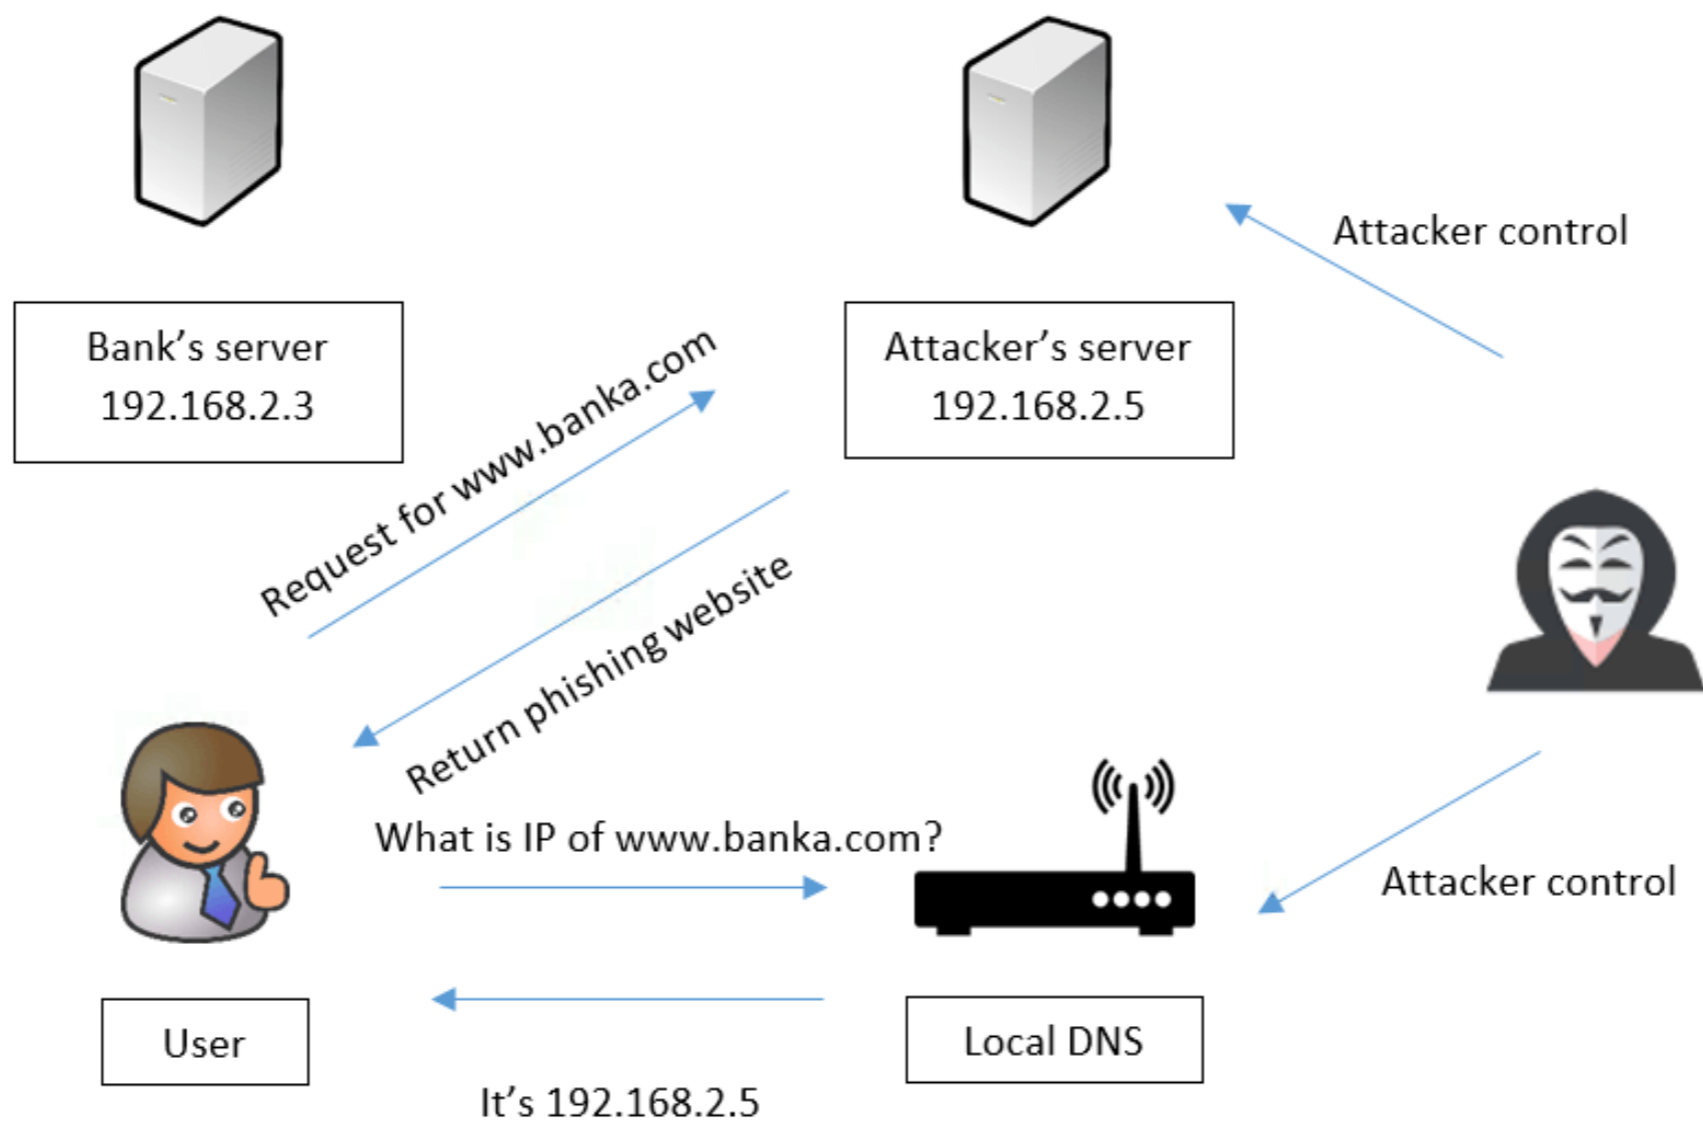 Attacker control
Bank’s server
192.168.2.3
Attacker’s server
192.168.2.5
Request for www.banka.com
Return phishing website
What is IP of www.banka.com?
Attacker control
User
Local DNS
It’s 192.168.2.5